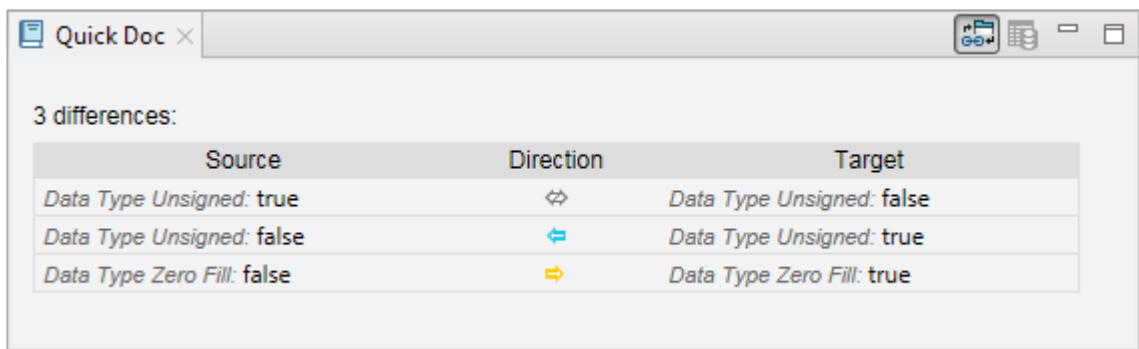 Quick Doc
3 differences:
Source Direction Target
Data Type Unsigned: true Data Type Unsigned: false
Data Type Unsigned: false Data Type Unsigned: true
Data Type Zero Fill: false Data Type Zero Fill: true